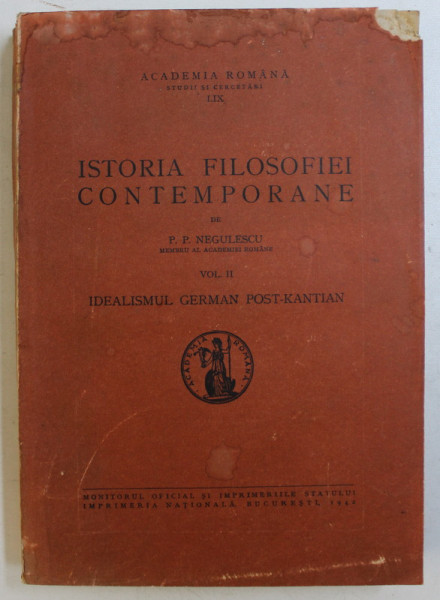 ACADEMIA ROMÂNĂ
STUDII ȘI CERCETĂRI
LIX
ISTORIA FILOSOFIEI
CONTEMPORANE
DE
P. P. NEGULESCU
MEMBRU AL ACADEMIEI ROMÂNE
VOL. II
IDEALISMUL GERMAN POST-KANTIAN
ACADEMIA ROMÂNĂ
MONITORUL OFICIAL ȘI IMPRIMERIILE STATULUI
IMPRIMERIA NAȚIONALĂ, BUCUREȘTI,